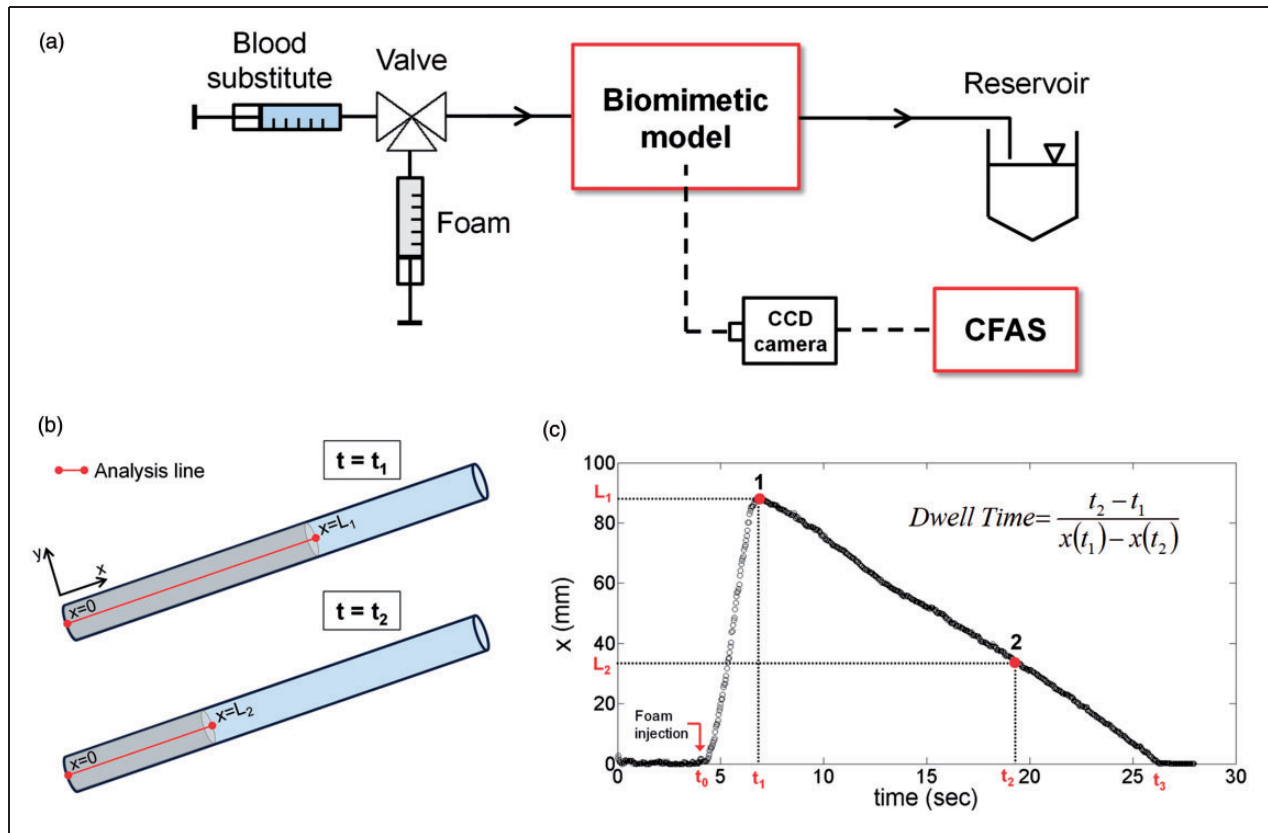 (a)
Blood
substitute
Valve
Foam
Biomimetic
model
Reservoir
CCD
camera
CFAS
(b)
Analysis line
t = t₁
x=L₁
y
x
x=0
t = t₂
x=L₂
x=0
(c)
100
80
60
40
20
0
x (mm)
L₁
L₂
1
2
Dwell Time= t₂ − t₁ / x(t₁) − x(t₂)
Foam
injection
0 5 10 15 20 25 30
t₀ t₁ t₂ t₃
time (sec)